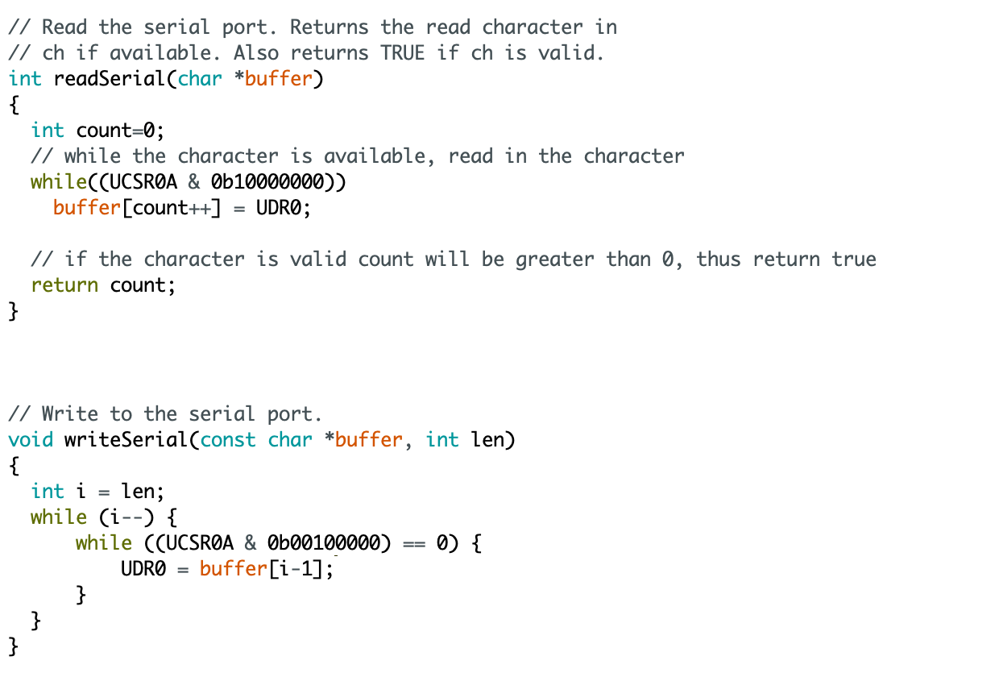 // Read the serial port. Returns the read character in
// ch if available. Also returns TRUE if ch is valid.
int readSerial(char *buffer)
{
  int count=0;
  // while the character is available, read in the character
  while((UCSR0A & 0b10000000))
    buffer[count++] = UDR0;

  // if the character is valid count will be greater than 0, thus return true
  return count;
}

// Write to the serial port.
void writeSerial(const char *buffer, int len)
{
  int i = len;
  while (i--) {
      while ((UCSR0A & 0b00100000) == 0) {
          UDR0 = buffer[i-1];
      }
  }
}